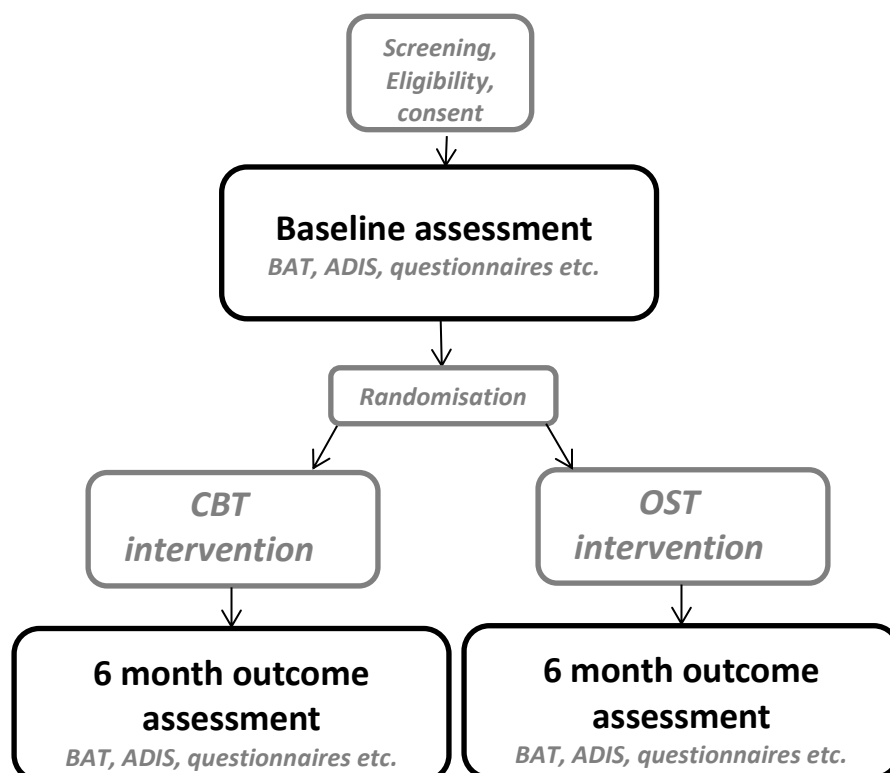 Screening,
Eligibility,
consent
Baseline assessment
BAT, ADIS, questionnaires etc.
Randomisation
CBT
intervention
OST
intervention
6 month outcome
assessment
BAT, ADIS, questionnaires etc.
6 month outcome
assessment
BAT, ADIS, questionnaires etc.